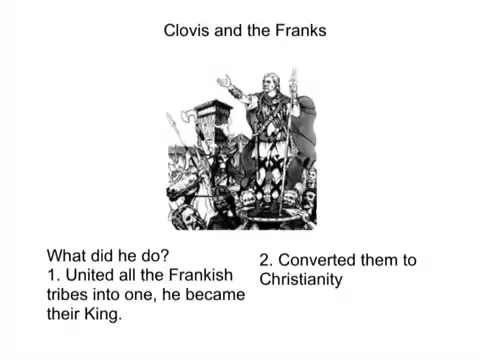 Clovis and the Franks
What did he do?
1. United all the Frankish
tribes into one, he became
their King.
2. Converted them to
Christianity